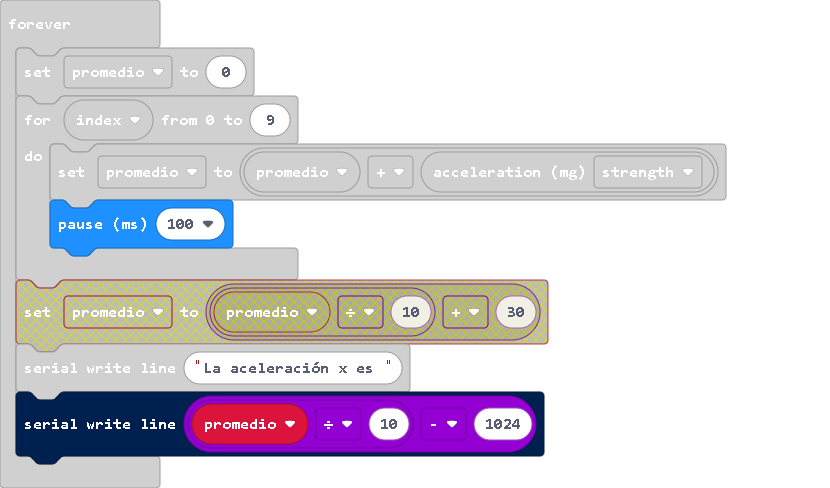 forever
set promedio to 0
for index from 0 to 9
do
set promedio to promedio + acceleration (mg) strength
pause (ms) 100
set promedio to promedio ÷ 10 + 30
serial write line "La aceleración x es "
serial write line promedio ÷ 10 - 1024